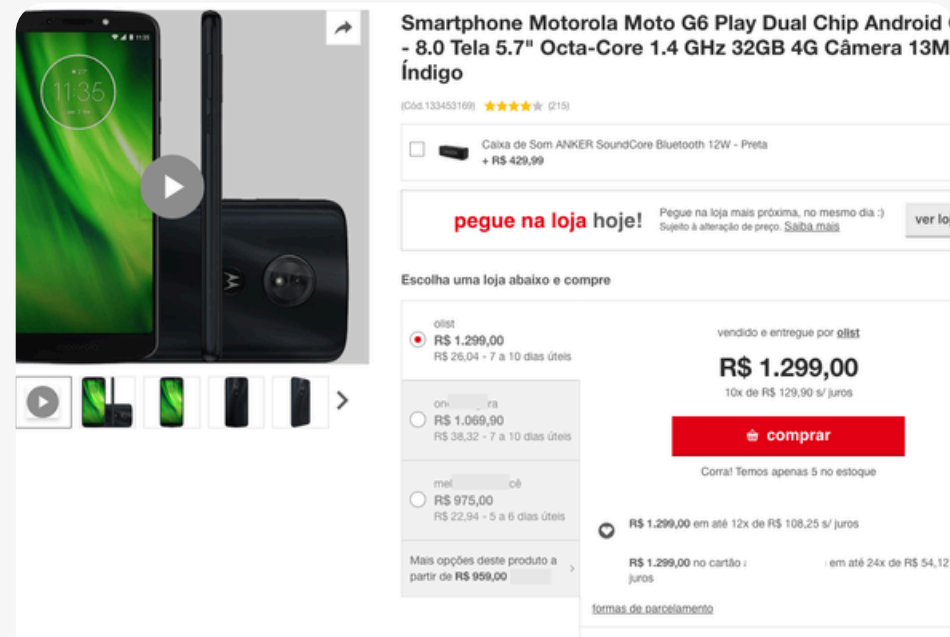 Smartphone Motorola Moto G6 Play Dual Chip Android
- 8.0 Tela 5.7" Octa-Core 1.4 GHz 32GB 4G Câmera 13M
Índigo
(Cód.133453169) (215)
Caixa de Som ANKER SoundCore Bluetooth 12W - Preta
+ R$ 429,99
pegue na loja hoje!
Pegue na loja mais próxima, no mesmo dia :)
Sujeito à alteração de preço. Saiba mais
ver lo
Escolha uma loja abaixo e compre
olist
R$ 1.299,00
R$ 26,04 - 7 a 10 dias úteis
on ra
R$ 1.069,90
R$ 38,32 - 7 a 10 dias úteis
mel cê
R$ 975,00
R$ 22,94 - 5 a 6 dias úteis
Mais opções deste produto a
partir de R$ 959,00
vendido e entregue por olist
R$ 1.299,00
10x de R$ 129,90 s/ juros
comprar
Corra! Temos apenas 5 no estoque
R$ 1.299,00 em até 12x de R$ 108,25 s/ juros
R$ 1.299,00 no cartão em até 24x de R$ 54,12
juros
formas de parcelamento
11:35